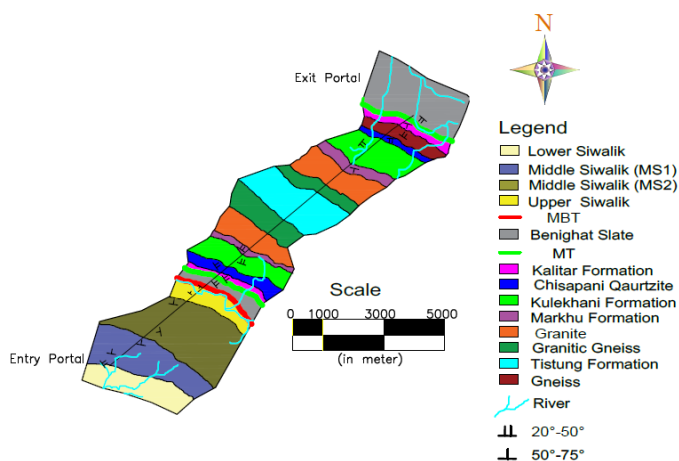 N
Exit Portal
Legend
Lower Siwalik
Middle Siwalik (MS1)
Middle Siwalik (MS2)
Upper Siwalik
MBT
Benighat Slate
MT
Kalitar Formation
Chisapani Qaurtzite
Kulekhani Formation
Markhu Formation
Granite
Granitic Gneiss
Tistung Formation
Gneiss
River
20°-50°
50°-75°
Scale
0 1000 3000 5000
(in meter)
Entry Portal